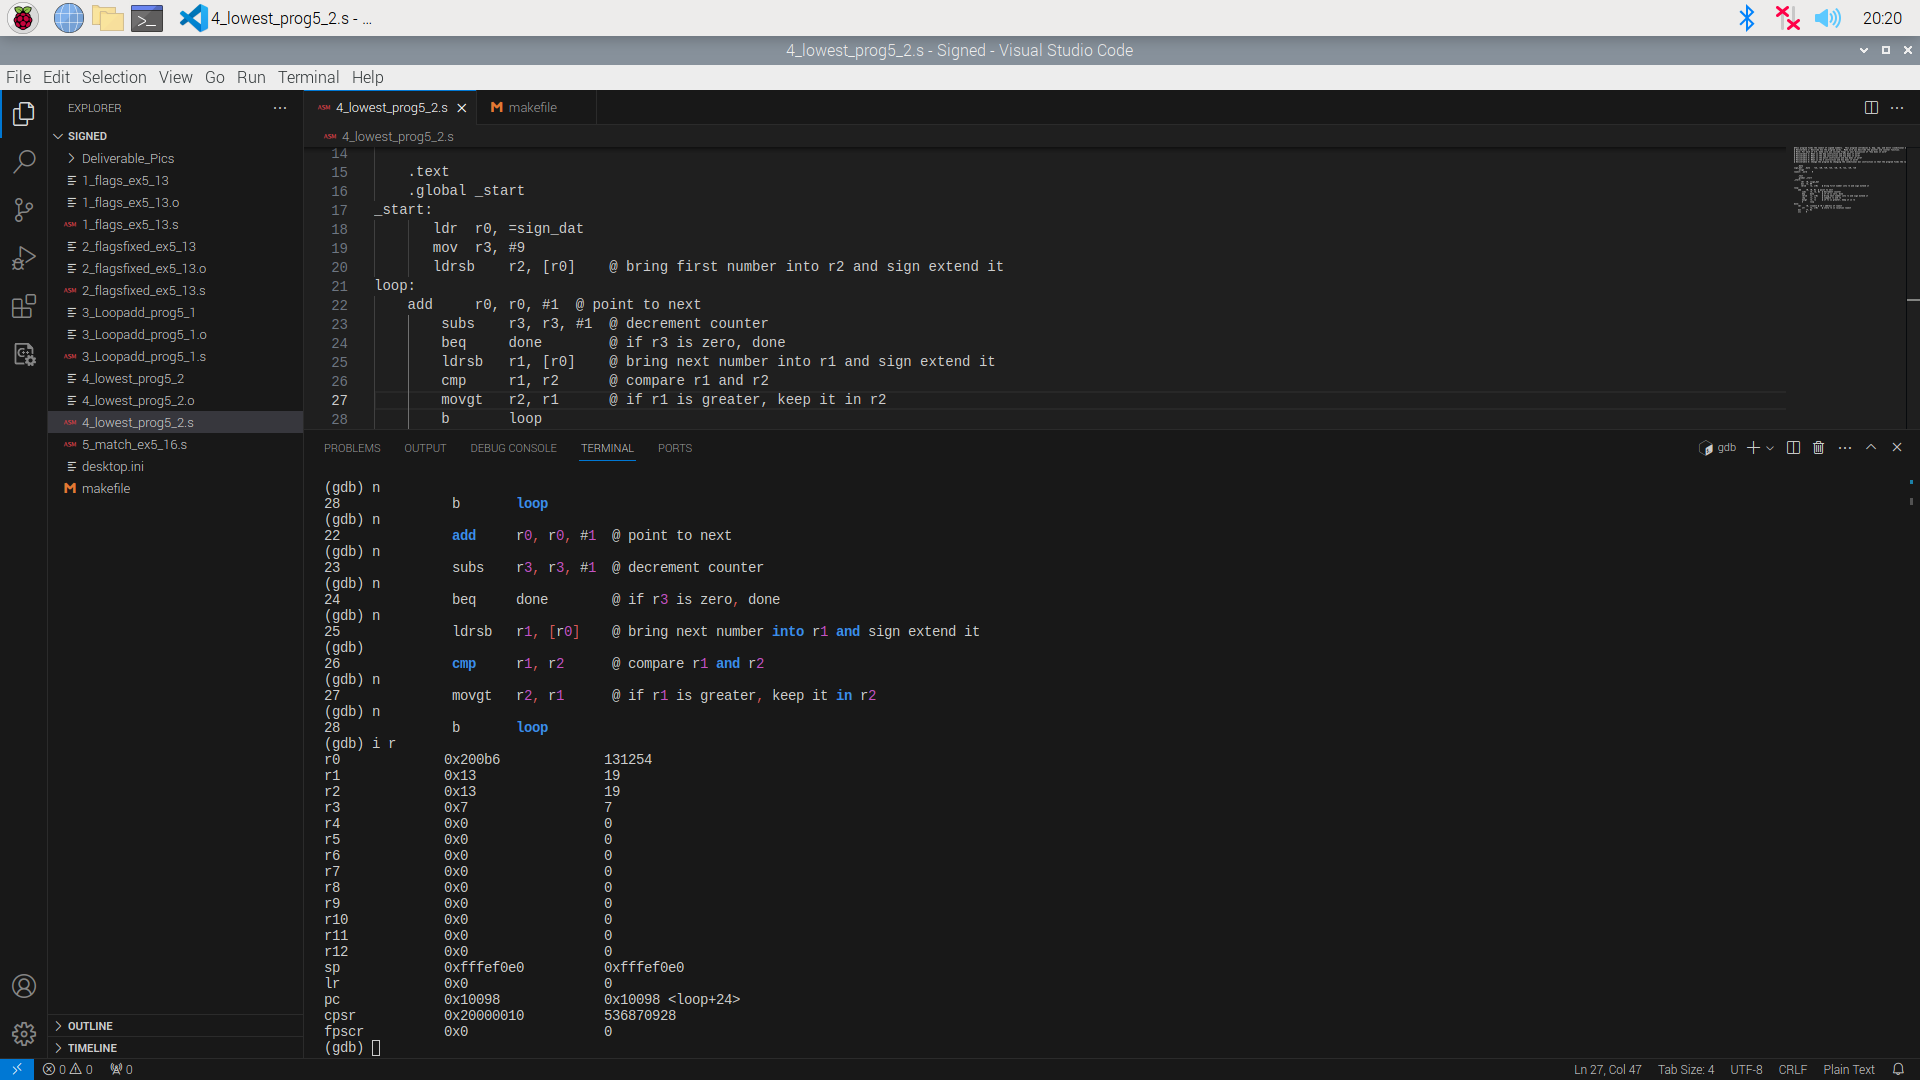 4_lowest_prog5_2.s - ...
20:20
4_lowest_prog5_2.s - Signed - Visual Studio Code
File Edit Selection View Go Run Terminal Help
EXPLORER
SIGNED
Deliverable_Pics
1_flags_ex5_13
1_flags_ex5_13.o
ASM 1_flags_ex5_13.s
2_flagsfixed_ex5_13
2_flagsfixed_ex5_13.o
ASM 2_flagsfixed_ex5_13.s
3_Loopadd_prog5_1
3_Loopadd_prog5_1.o
ASM 3_Loopadd_prog5_1.s
4_lowest_prog5_2
4_lowest_prog5_2.o
ASM 4_lowest_prog5_2.s
ASM 5_match_ex5_16.s
desktop.ini
M makefile
OUTLINE
TIMELINE
ASM 4_lowest_prog5_2.s
M makefile
ASM 4_lowest_prog5_2.s
14
15 .text
16 .global _start
17 _start:
18 ldr r0, =sign_dat
19 mov r3, #9
20 ldrsb r2, [r0] @ bring first number into r2 and sign extend it
21 loop:
22 add r0, r0, #1 @ point to next
23 subs r3, r3, #1 @ decrement counter
24 beq done @ if r3 is zero, done
25 ldrsb r1, [r0] @ bring next number into r1 and sign extend it
26 cmp r1, r2 @ compare r1 and r2
27 movgt r2, r1 @ if r1 is greater, keep it in r2
28 b loop
PROBLEMS OUTPUT DEBUG CONSOLE TERMINAL PORTS
gdb
(gdb) n
28 b loop
(gdb) n
22 add r0, r0, #1 @ point to next
(gdb) n
23 subs r3, r3, #1 @ decrement counter
(gdb) n
24 beq done @ if r3 is zero, done
(gdb) n
25 ldrsb r1, [r0] @ bring next number into r1 and sign extend it
(gdb)
26 cmp r1, r2 @ compare r1 and r2
(gdb) n
27 movgt r2, r1 @ if r1 is greater, keep it in r2
(gdb) n
28 b loop
(gdb) i r
r0 0x200b6 131254
r1 0x13 19
r2 0x13 19
r3 0x7 7
r4 0x0 0
r5 0x0 0
r6 0x0 0
r7 0x0 0
r8 0x0 0
r9 0x0 0
r10 0x0 0
r11 0x0 0
r12 0x0 0
sp 0xfffef0e0 0xfffef0e0
lr 0x0 0
pc 0x10098 0x10098 <loop+24>
cpsr 0x20000010 536870928
fpscr 0x0 0
(gdb)
0 0 0
Ln 27, Col 47 Tab Size: 4 UTF-8 CRLF Plain Text